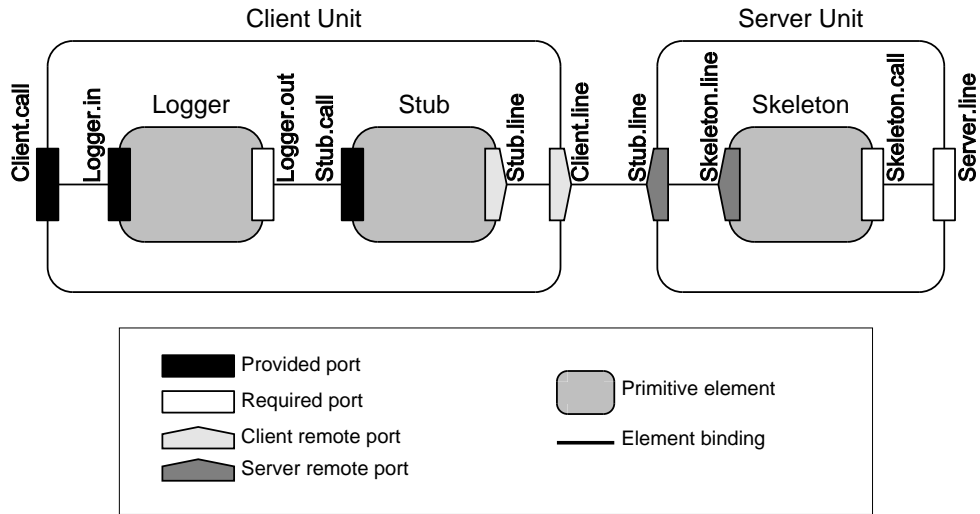 Client Unit
Server Unit
Client.call
Logger.in
Logger
Logger.out
Stub.call
Stub
Stub.line
Client.line
Stub.line
Skeleton.line
Skeleton
Skeleton.call
Server.line
Provided port
Required port
Client remote port
Server remote port
Primitive element
Element binding